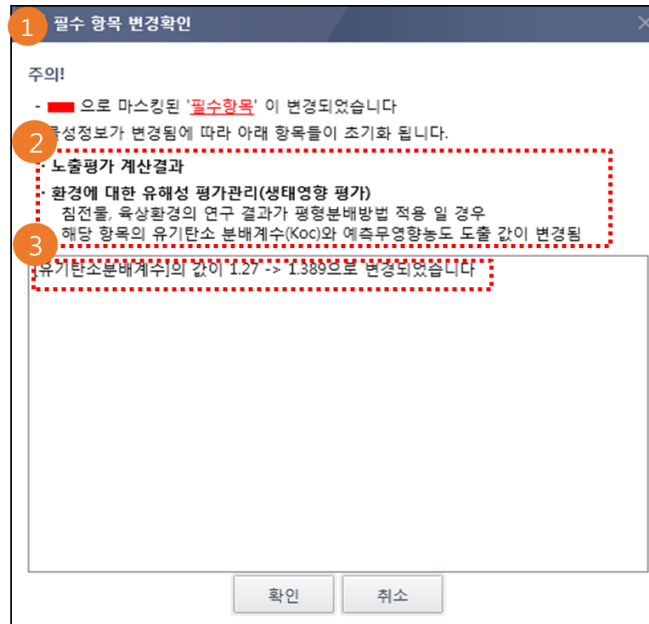 1 필수 항목 변경확인
주의!
- 으로 마스킹된 '필수항목' 이 변경되었습니다
2 성정보가 변경됨에 따라 아래 항목들이 초기화 됩니다.
· 노출평가 계산결과
· 환경에 대한 유해성 평가관리(생태영향 평가)
침전물, 육상환경의 연구 결과가 평형분배방법 적용 일 경우
해당 항목의 유기탄소 분배계수(Koc)와 예측무영향농도 도출 값이 변경됨
3
[유기탄소분배계수]의 값이 1.27 -> 1.389으로 변경되었습니다
확인 취소